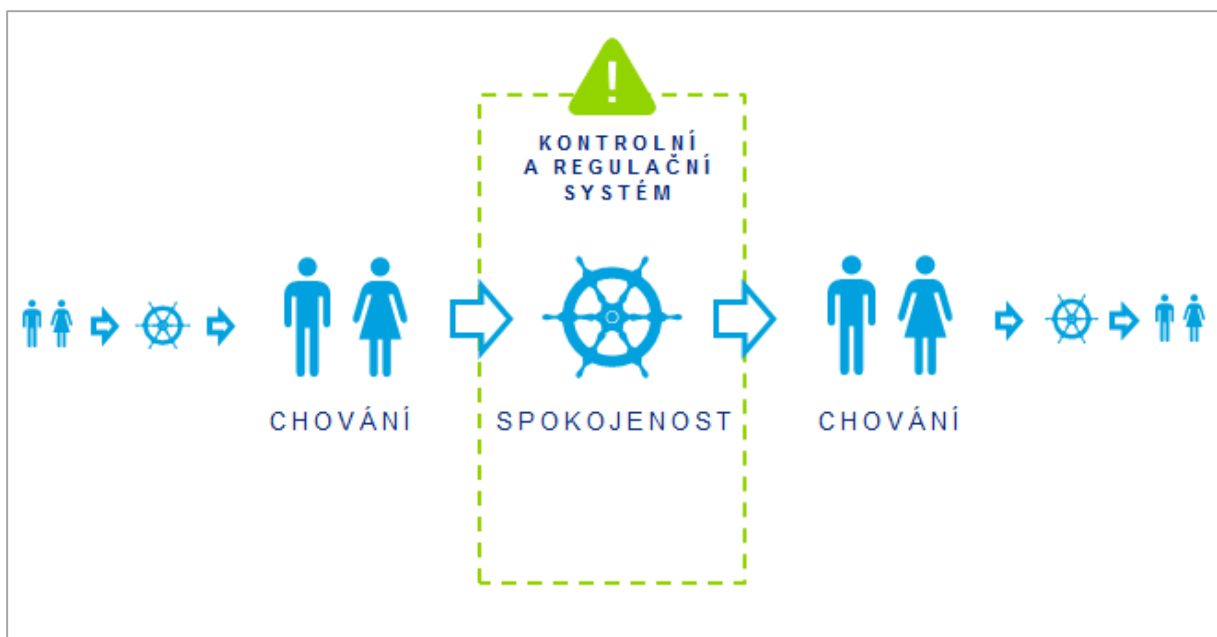 !
KONTROLNÍ
A REGULAČNÍ
SYSTÉM
CHOVÁNÍ
SPOKOJENOST
CHOVÁNÍ